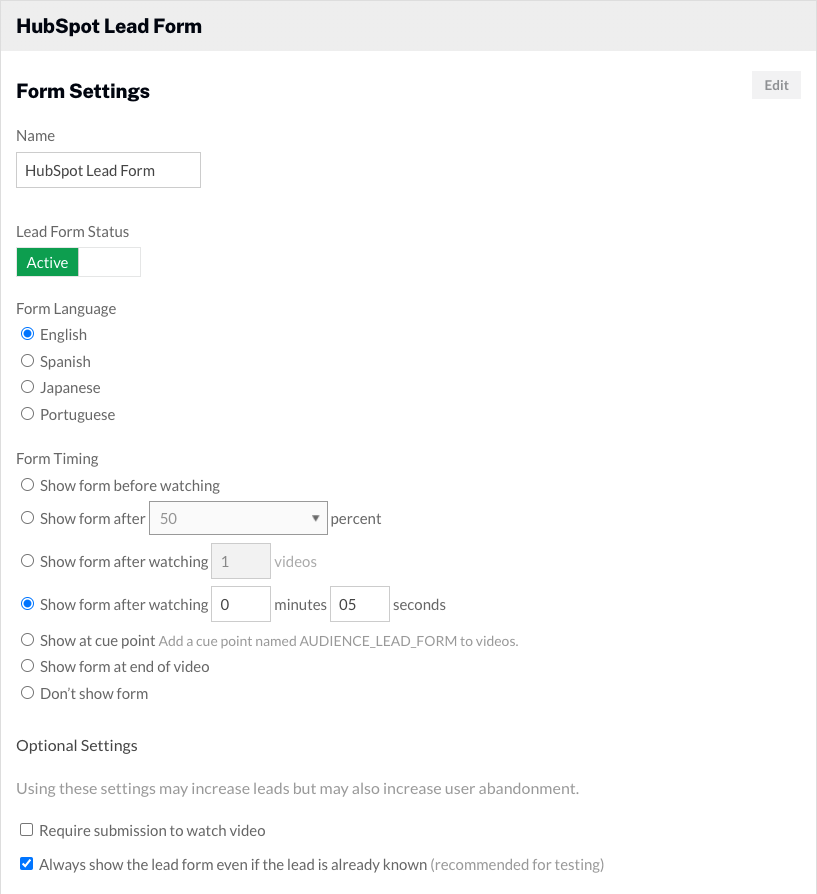 HubSpot Lead Form
Form Settings
Edit
Name
HubSpot Lead Form
Lead Form Status
Active
Form Language
English
Spanish
Japanese
Portuguese
Form Timing
Show form before watching
Show form after 50 percent
Show form after watching 1 videos
Show form after watching 0 minutes 05 seconds
Show at cue point Add a cue point named AUDIENCE_LEAD_FORM to videos.
Show form at end of video
Don't show form
Optional Settings
Using these settings may increase leads but may also increase user abandonment.
Require submission to watch video
Always show the lead form even if the lead is already known (recommended for testing)